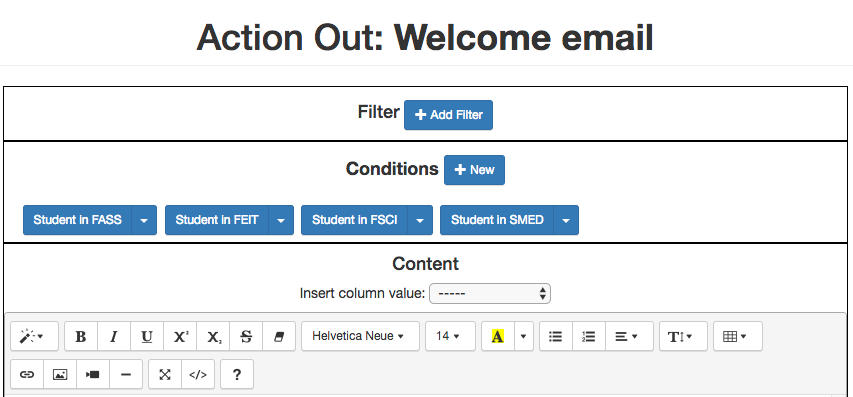 Action Out: Welcome email
Filter + Add Filter
Conditions + New
Student in FASS Student in FEIT Student in FSCI Student in SMED
Content
Insert column value: -----
B I U X² X₂ S Helvetica Neue 14 A T
</> ?